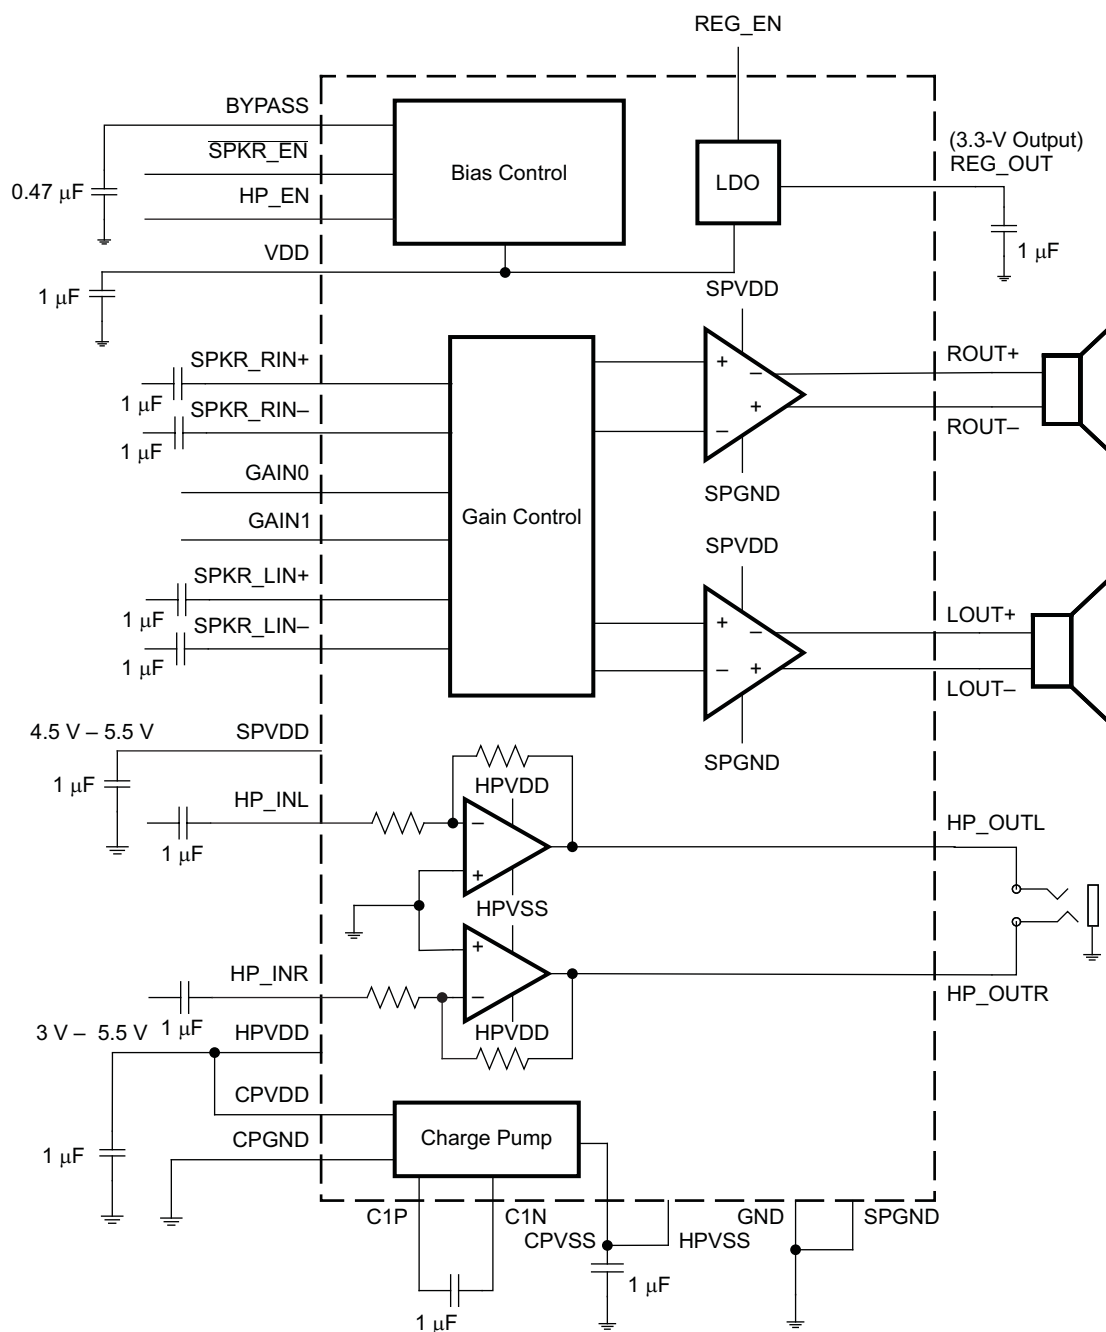 REG_EN
BYPASS
SPKR_EN
HP_EN
0.47 µF
Bias Control
LDO
(3.3-V Output)
REG_OUT
1 µF
VDD
1 µF
SPVDD
SPKR_RIN+
1 µF
SPKR_RIN–
1 µF
+
–
–
+
ROUT+
ROUT–
SPGND
GAIN0
GAIN1
Gain Control
SPVDD
SPKR_LIN+
1 µF
SPKR_LIN–
1 µF
+
–
–
+
LOUT+
LOUT–
SPGND
4.5 V – 5.5 V
SPVDD
1 µF
HP_INL
1 µF
HPVDD
–
+
HPVSS
HP_OUTL
HP_INR
1 µF
+
–
HPVDD
HP_OUTR
3 V –  5.5 V
HPVDD
CPVDD
CPGND
1 µF
Charge Pump
C1P
C1N
1 µF
CPVSS
HPVSS
1 µF
GND
SPGND